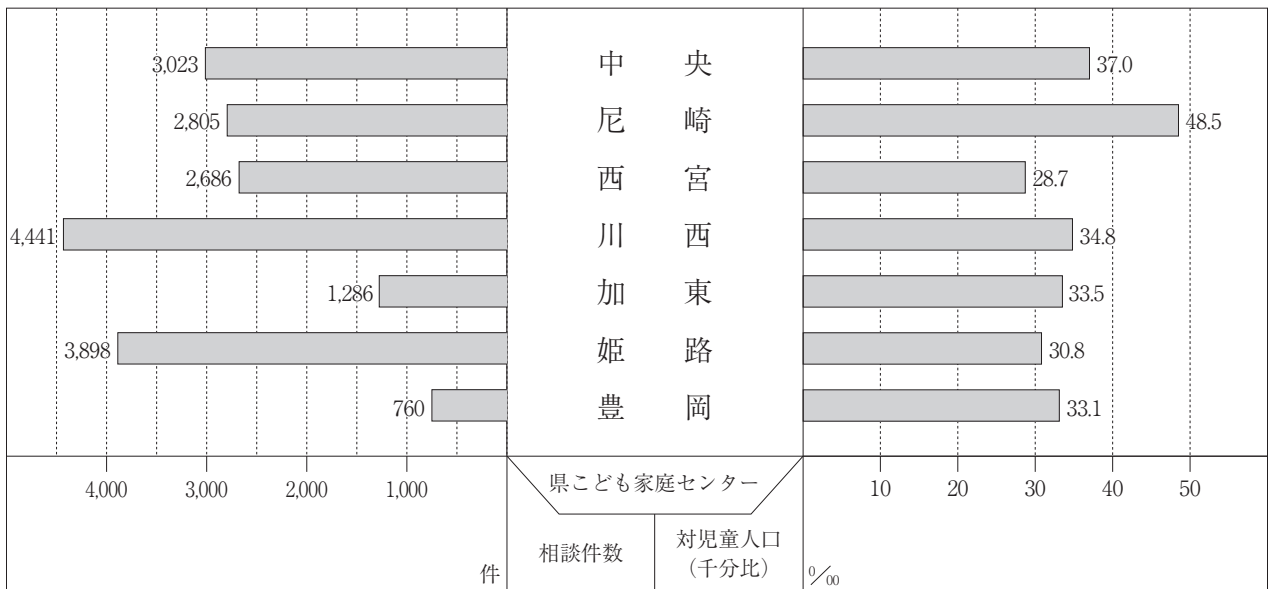 3,023 中央 37.0
2,805 尼崎 48.5
2,686 西宮 28.7
4,441 川西 34.8
1,286 加東 33.5
3,898 姫路 30.8
760 豊岡 33.1
4,000 3,000 2,000 1,000 県こども家庭センター 10 20 30 40 50
相談件数 対児童人口
(千分比)
件 0/00